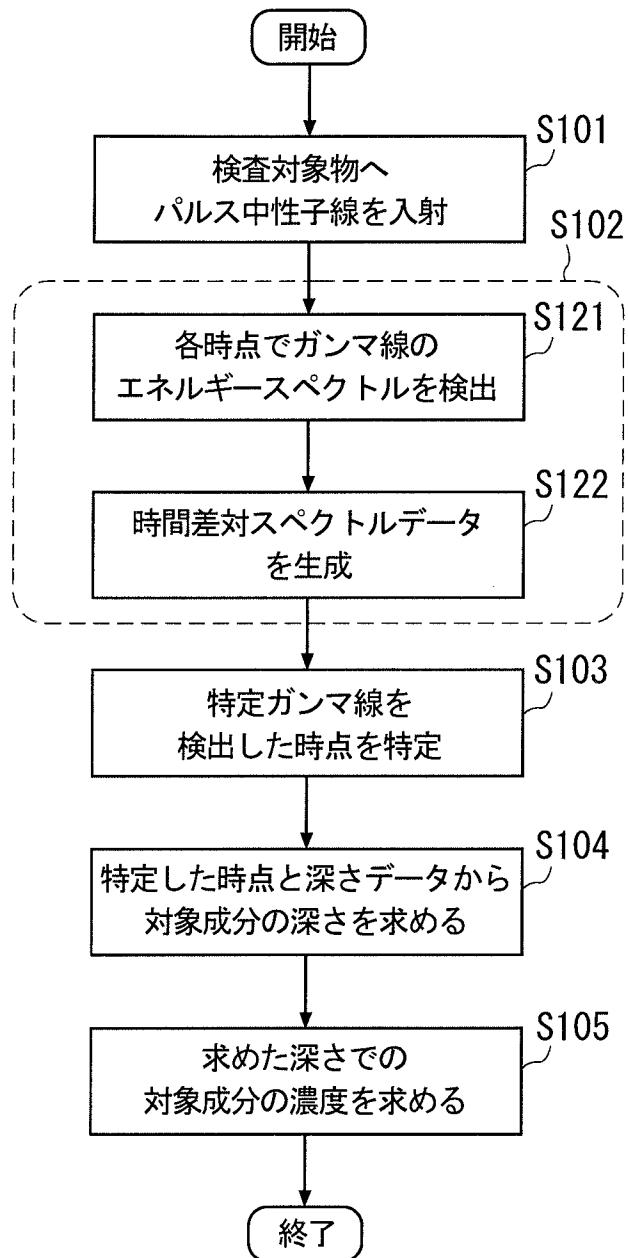 開始
S101
検査対象物へ
パルス中性子線を入射
S102
S121
各時点でガンマ線の
エネルギースペクトルを検出
S122
時間差対スペクトルデータ
を生成
S103
特定ガンマ線を
検出した時点を特定
S104
特定した時点と深さデータから
対象成分の深さを求める
S105
求めた深さでの
対象成分の濃度を求める
終了